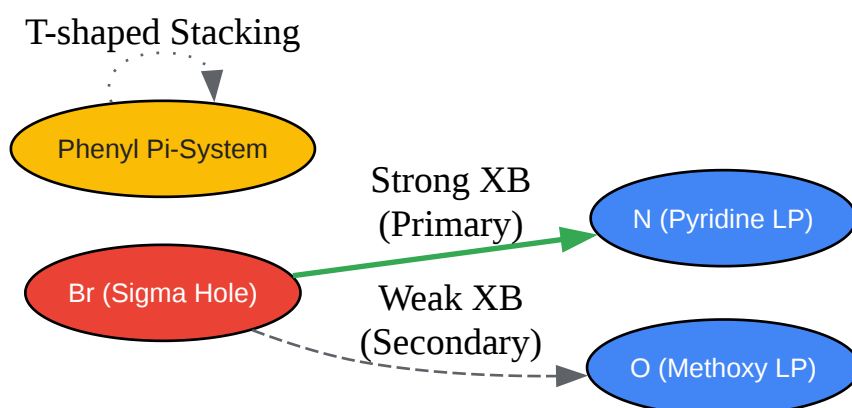 T-shaped Stacking
Phenyl Pi-System
Strong XB
(Primary)
N (Pyridine LP)
Br (Sigma Hole)
Weak XB
(Secondary)
O (Methoxy LP)